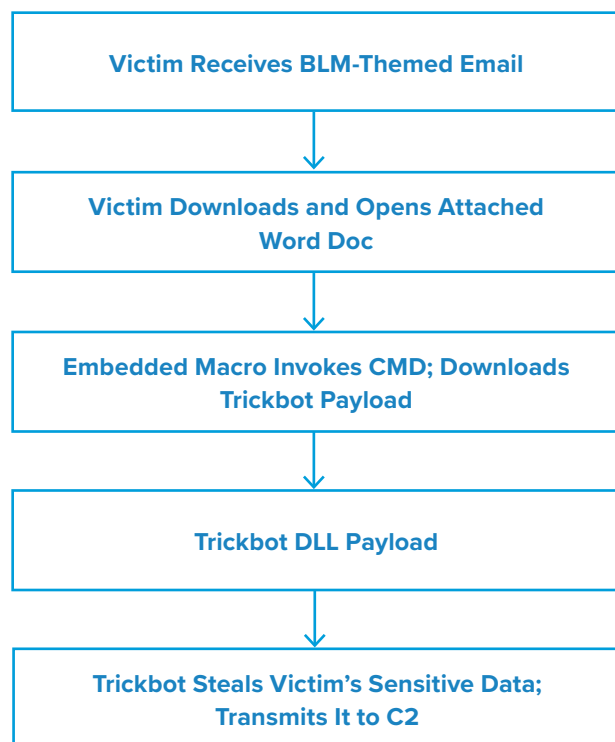 Victim Receives BLM-Themed Email
Victim Downloads and Opens Attached
Word Doc
Embedded Macro Invokes CMD; Downloads
Trickbot Payload
Trickbot DLL Payload
Trickbot Steals Victim’s Sensitive Data;
Transmits It to C2